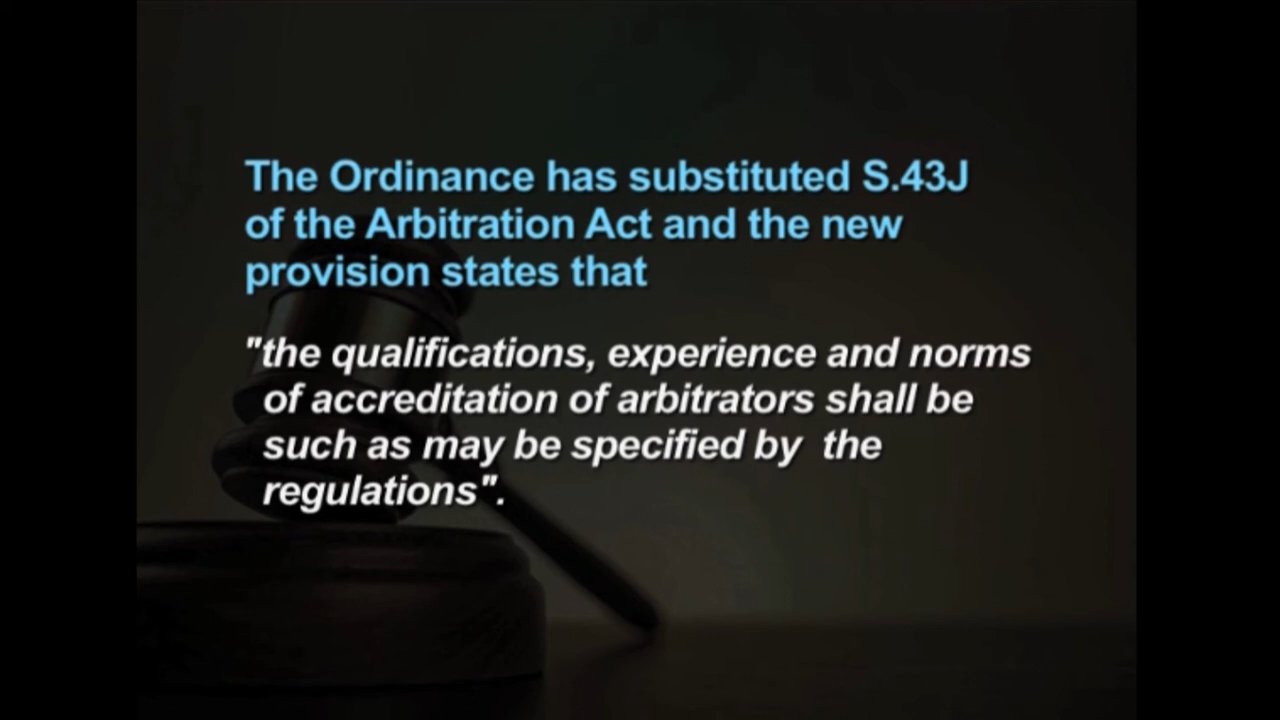 The Ordinance has substituted S.43J
of the Arbitration Act and the new
provision states that
"the qualifications, experience and norms
of accreditation of arbitrators shall be
such as may be specified by the
regulations".